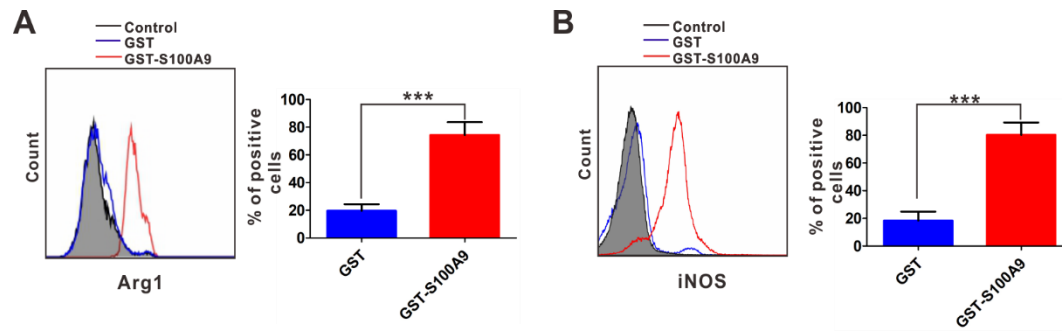 A
Control
GST
GST-S100A9
Count
Arg1
% of positive
cells
100
80
60
40
20
0
***
GST
GST-S100A9
B
Control
GST
GST-S100A9
Count
iNOS
% of positive
cells
100
80
60
40
20
0
***
GST
GST-S100A9